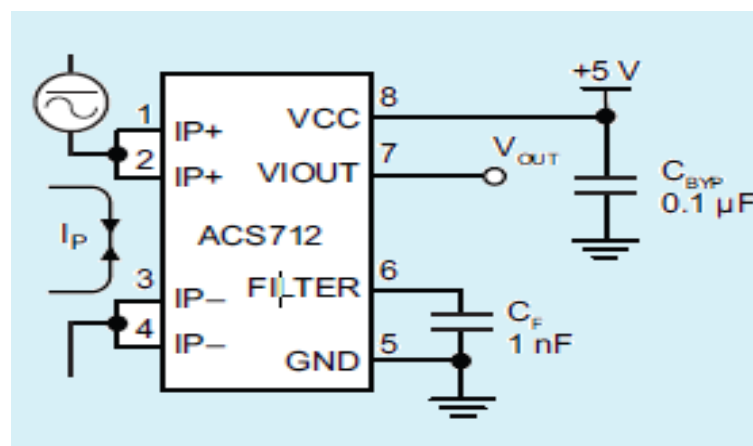 +5 V
1
IP+
VCC
8
2
IP+
VIOUT
7
VOUT
CBYP
0.1 µF
IP
ACS712
3
IP–
FILTER
6
4
IP–
GND
5
CF
1 nF